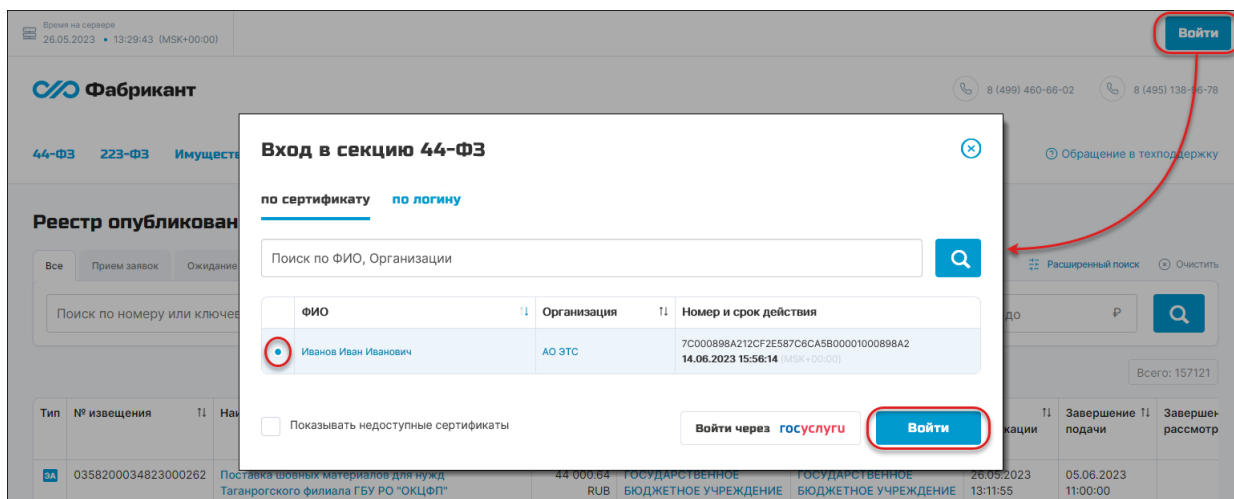 Время на сервере
26.05.2023 • 13:29:43 (MSK+00:00)
Войти
Фабрикант
8 (499) 460-66-02
8 (495) 138-96-78
44-ФЗ 223-ФЗ
Обращение в техподдержку
Вход в секцию 44-ФЗ
по сертификату по логину
Реестр
Поиск по ФИО, Организации
Все Прием заявок Ожидание
Расширенный поиск Очистить
Поиск по номеру или
до ₽
ФИО Организация Номер и срок действия
Иванов Иван Иванович АО ЭТС 7C000898A212CF2E587C6CA5B00001000898A2
14.06.2023 15:56:14 (MSK+00:00)
Всего: 157121
Показывать недоступные сертификаты
Войти через госуслуги
Войти
Тип № извещения
Завершение подачи
ЭА 0358200034823000262
Поставка шовных материалов для нужд
Таганрогского филиала ГБУ РО "ОКЦФП"
44 000.64
RUB
ГОСУДАРСТВЕННОЕ
БЮДЖЕТНОЕ УЧРЕЖДЕНИЕ
ГОСУДАРСТВЕННОЕ
БЮДЖЕТНОЕ УЧРЕЖДЕНИЕ
26.05.2023
13:11:55
05.06.2023
11:00:00